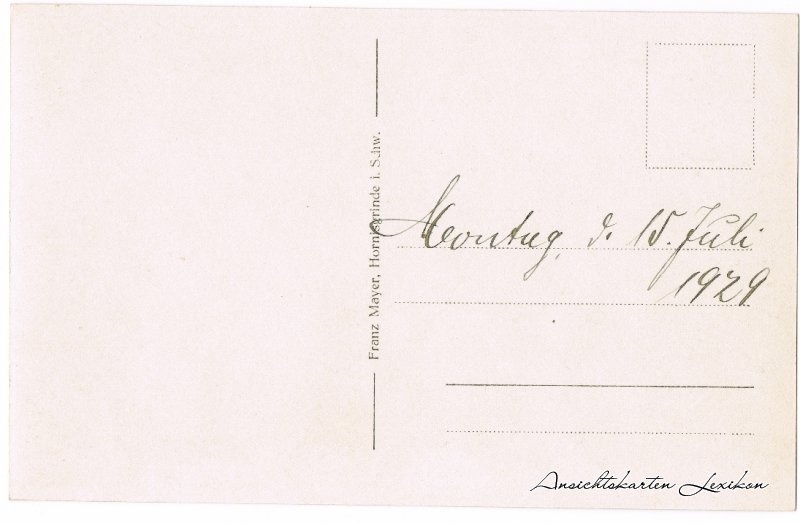 Franz Mayer, Hornisgrinde i. Schw.
Montag, d. 15. Juli
1929
Ansichtskarten Lexikon